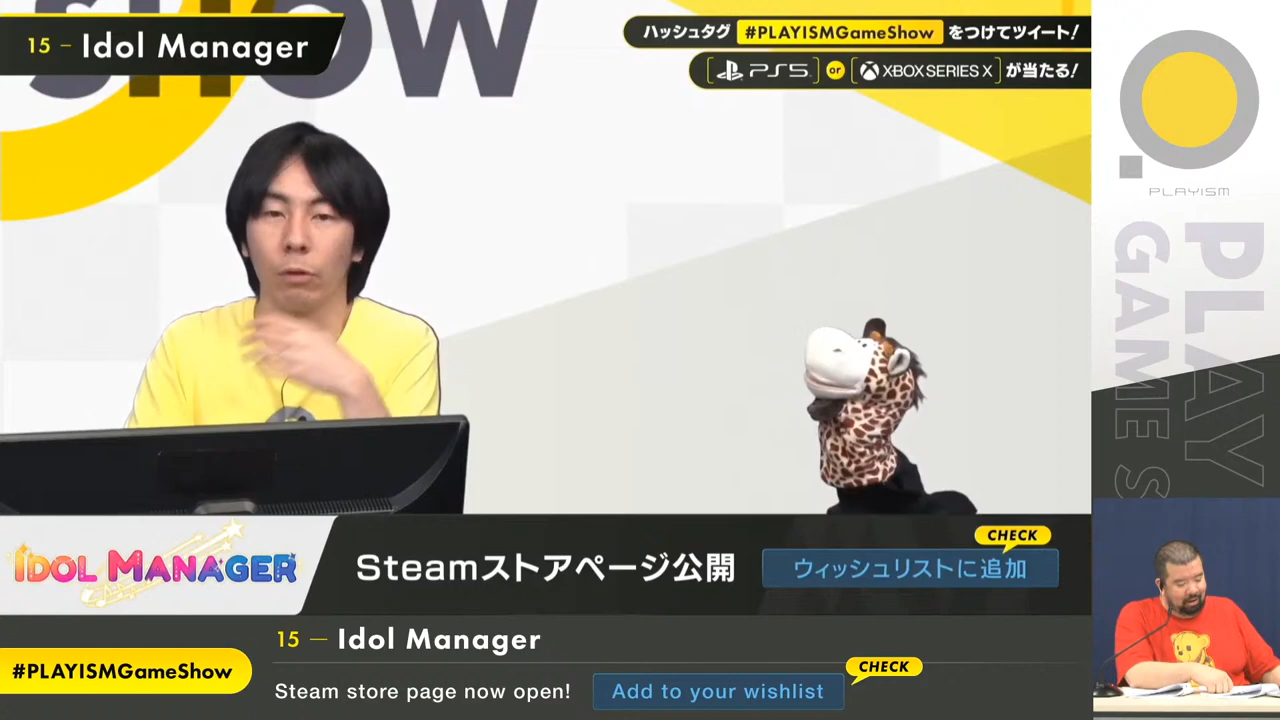 SHOW
15 – Idol Manager
ハッシュタグ #PLAYISMGameShow をつけてツイート!
PS5 or XBOX SERIES X が当たる!
PLAYISM
PLAY
GAME S
IDOL MANAGER
Steamストアページ公開
CHECK
ウィッシュリストに追加
15 — Idol Manager
#PLAYISMGameShow
Steam store page now open!
CHECK
Add to your wishlist